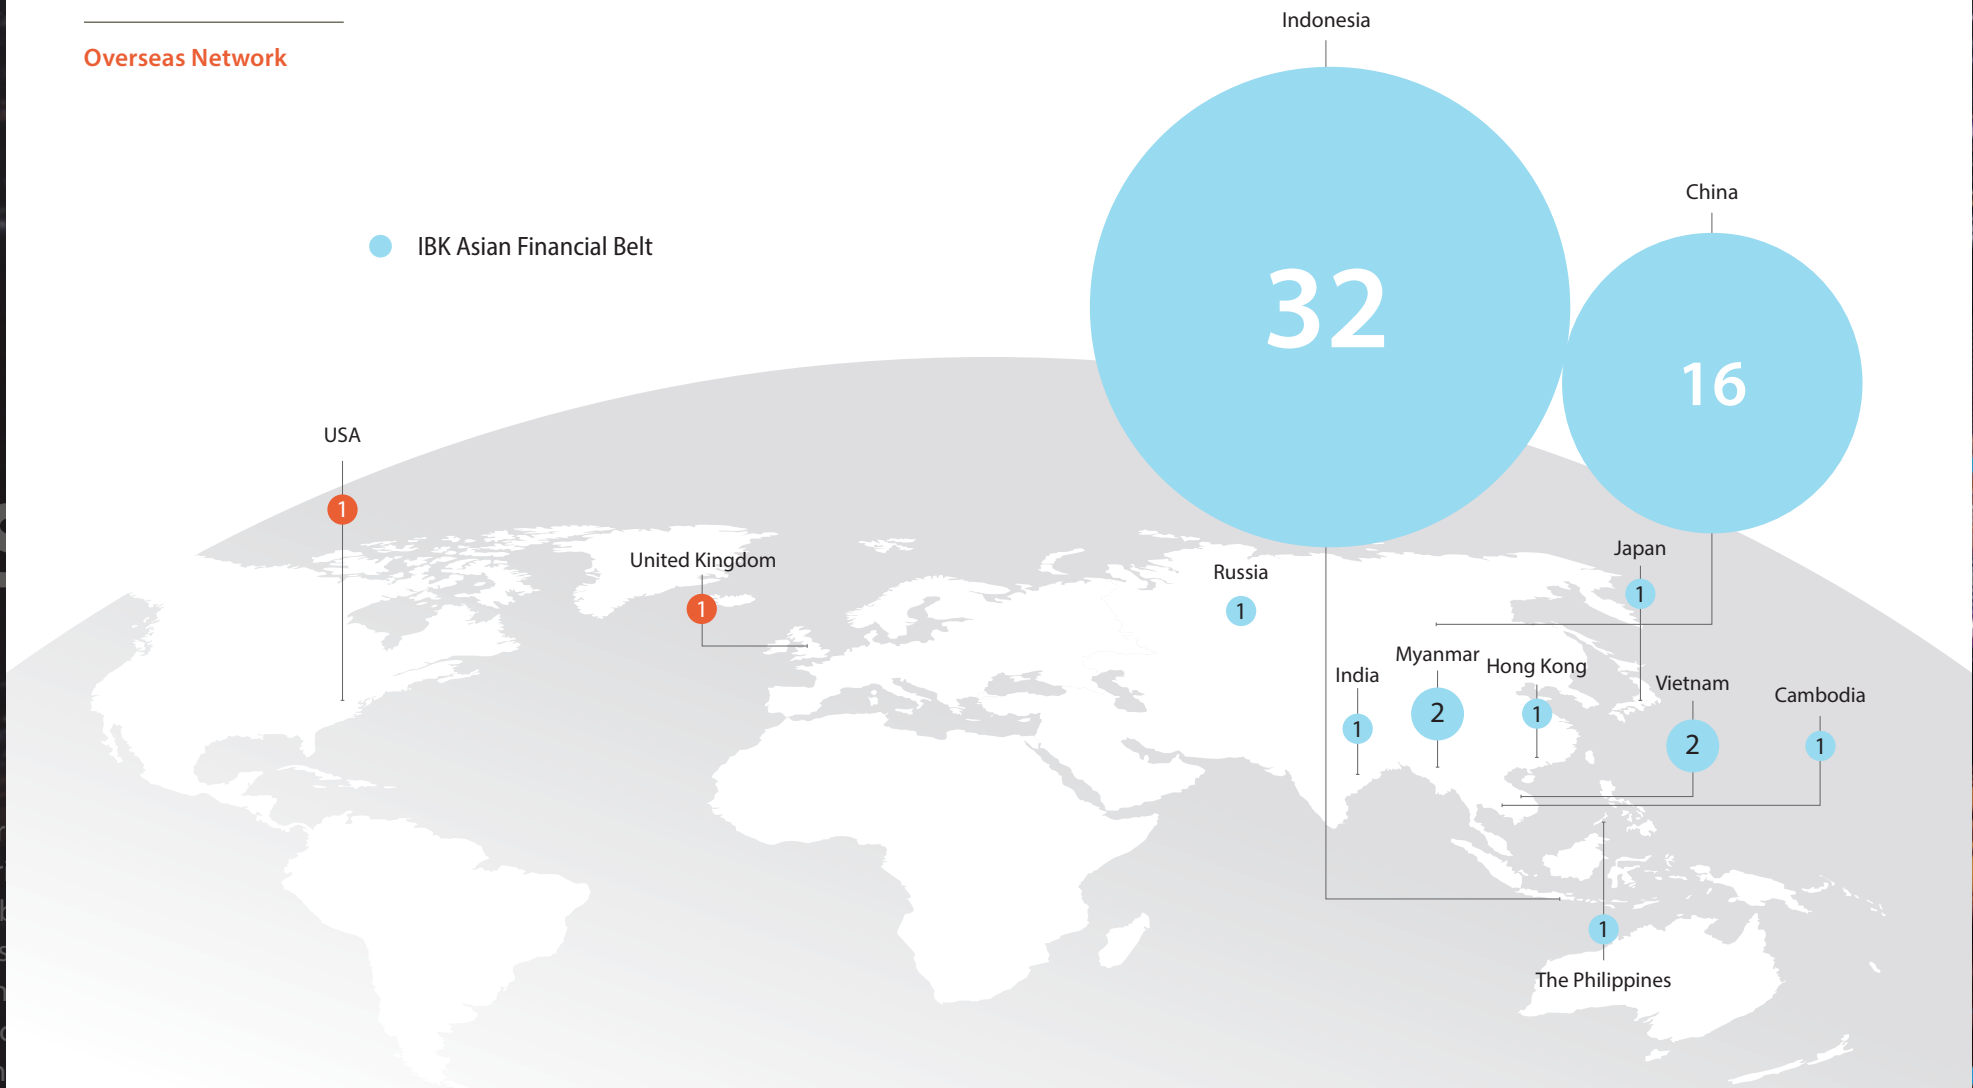 Overseas Network
IBK Asian Financial Belt
Indonesia
32
China
16
USA
1
United Kingdom
1
Russia
1
Japan
1
India
1
Myanmar
2
Hong Kong
1
Vietnam
2
Cambodia
1
1
The Philippines